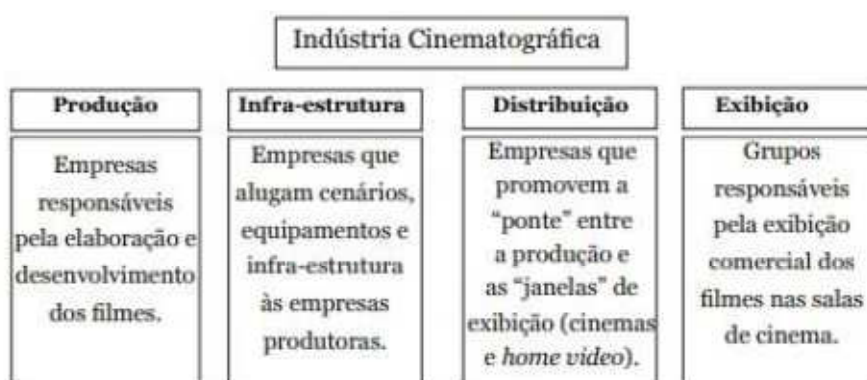 Indústria Cinematográfica
Produção
Empresas
responsáveis
pela elaboração e
desenvolvimento
dos filmes.
Infra-estrutura
Empresas que
alugam cenários,
equipamentos e
infra-estrutura
às empresas
produtoras.
Distribuição
Empresas que
promovem a
“ponte” entre
a produção e
as “janelas” de
exibição (cinemas
e home video).
Exibição
Grupos
responsáveis
pela exibição
comercial dos
filmes nas salas
de cinema.